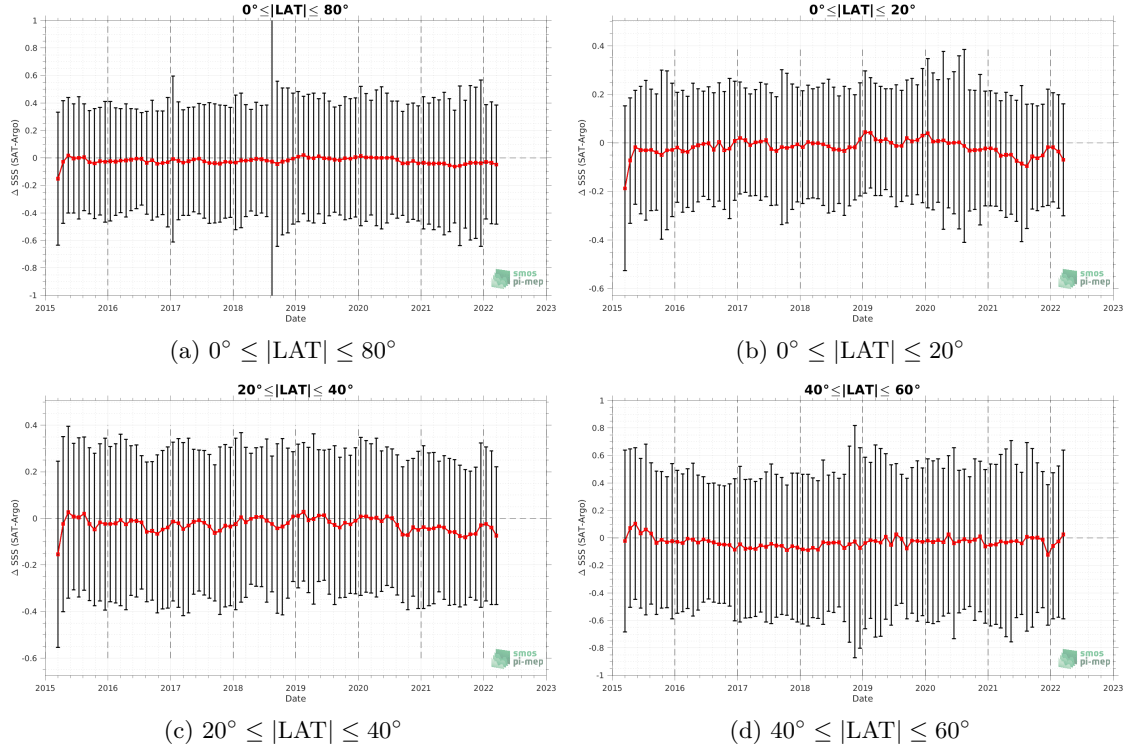 0°≤|LAT|≤ 80°
Δ SSS (SAT-Argo)
1
0.8
0.6
0.4
0.2
0
-0.2
-0.4
-0.6
-0.8
-1
2015 2016 2017 2018 2019 2020 2021 2022 2023
Date
smos
pi-mep
(a) 0° ≤ |LAT| ≤ 80°
0°≤|LAT|≤ 20°
Δ SSS (SAT-Argo)
0.4
0.2
0
-0.2
-0.4
-0.6
2015 2016 2017 2018 2019 2020 2021 2022 2023
Date
smos
pi-mep
(b) 0° ≤ |LAT| ≤ 20°
20°≤|LAT|≤ 40°
Δ SSS (SAT-Argo)
0.4
0.2
0
-0.2
-0.4
-0.6
2015 2016 2017 2018 2019 2020 2021 2022 2023
Date
smos
pi-mep
(c) 20° ≤ |LAT| ≤ 40°
40°≤|LAT|≤ 60°
Δ SSS (SAT-Argo)
1
0.8
0.6
0.4
0.2
0
-0.2
-0.4
-0.6
-0.8
-1
2015 2016 2017 2018 2019 2020 2021 2022 2023
Date
smos
pi-mep
(d) 40° ≤ |LAT| ≤ 60°